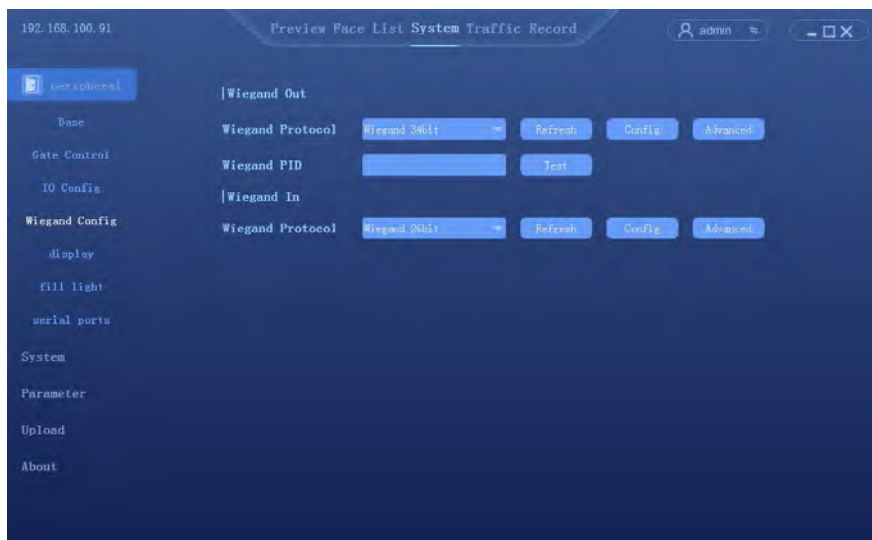 192.168.100.91 Preview Face List System Traffic Record admin
peripheral
|Wiegand Out
Base
Wiegand Protocol Wiegand 34bit Refresh Config Advanced
Gate Control
Wiegand PID Test
IO Config
|Wiegand In
Wiegand Config
Wiegand Protocol Wiegand 26bit Refresh Config Advanced
display
fill light
serial ports
System
Parameter
Upload
About